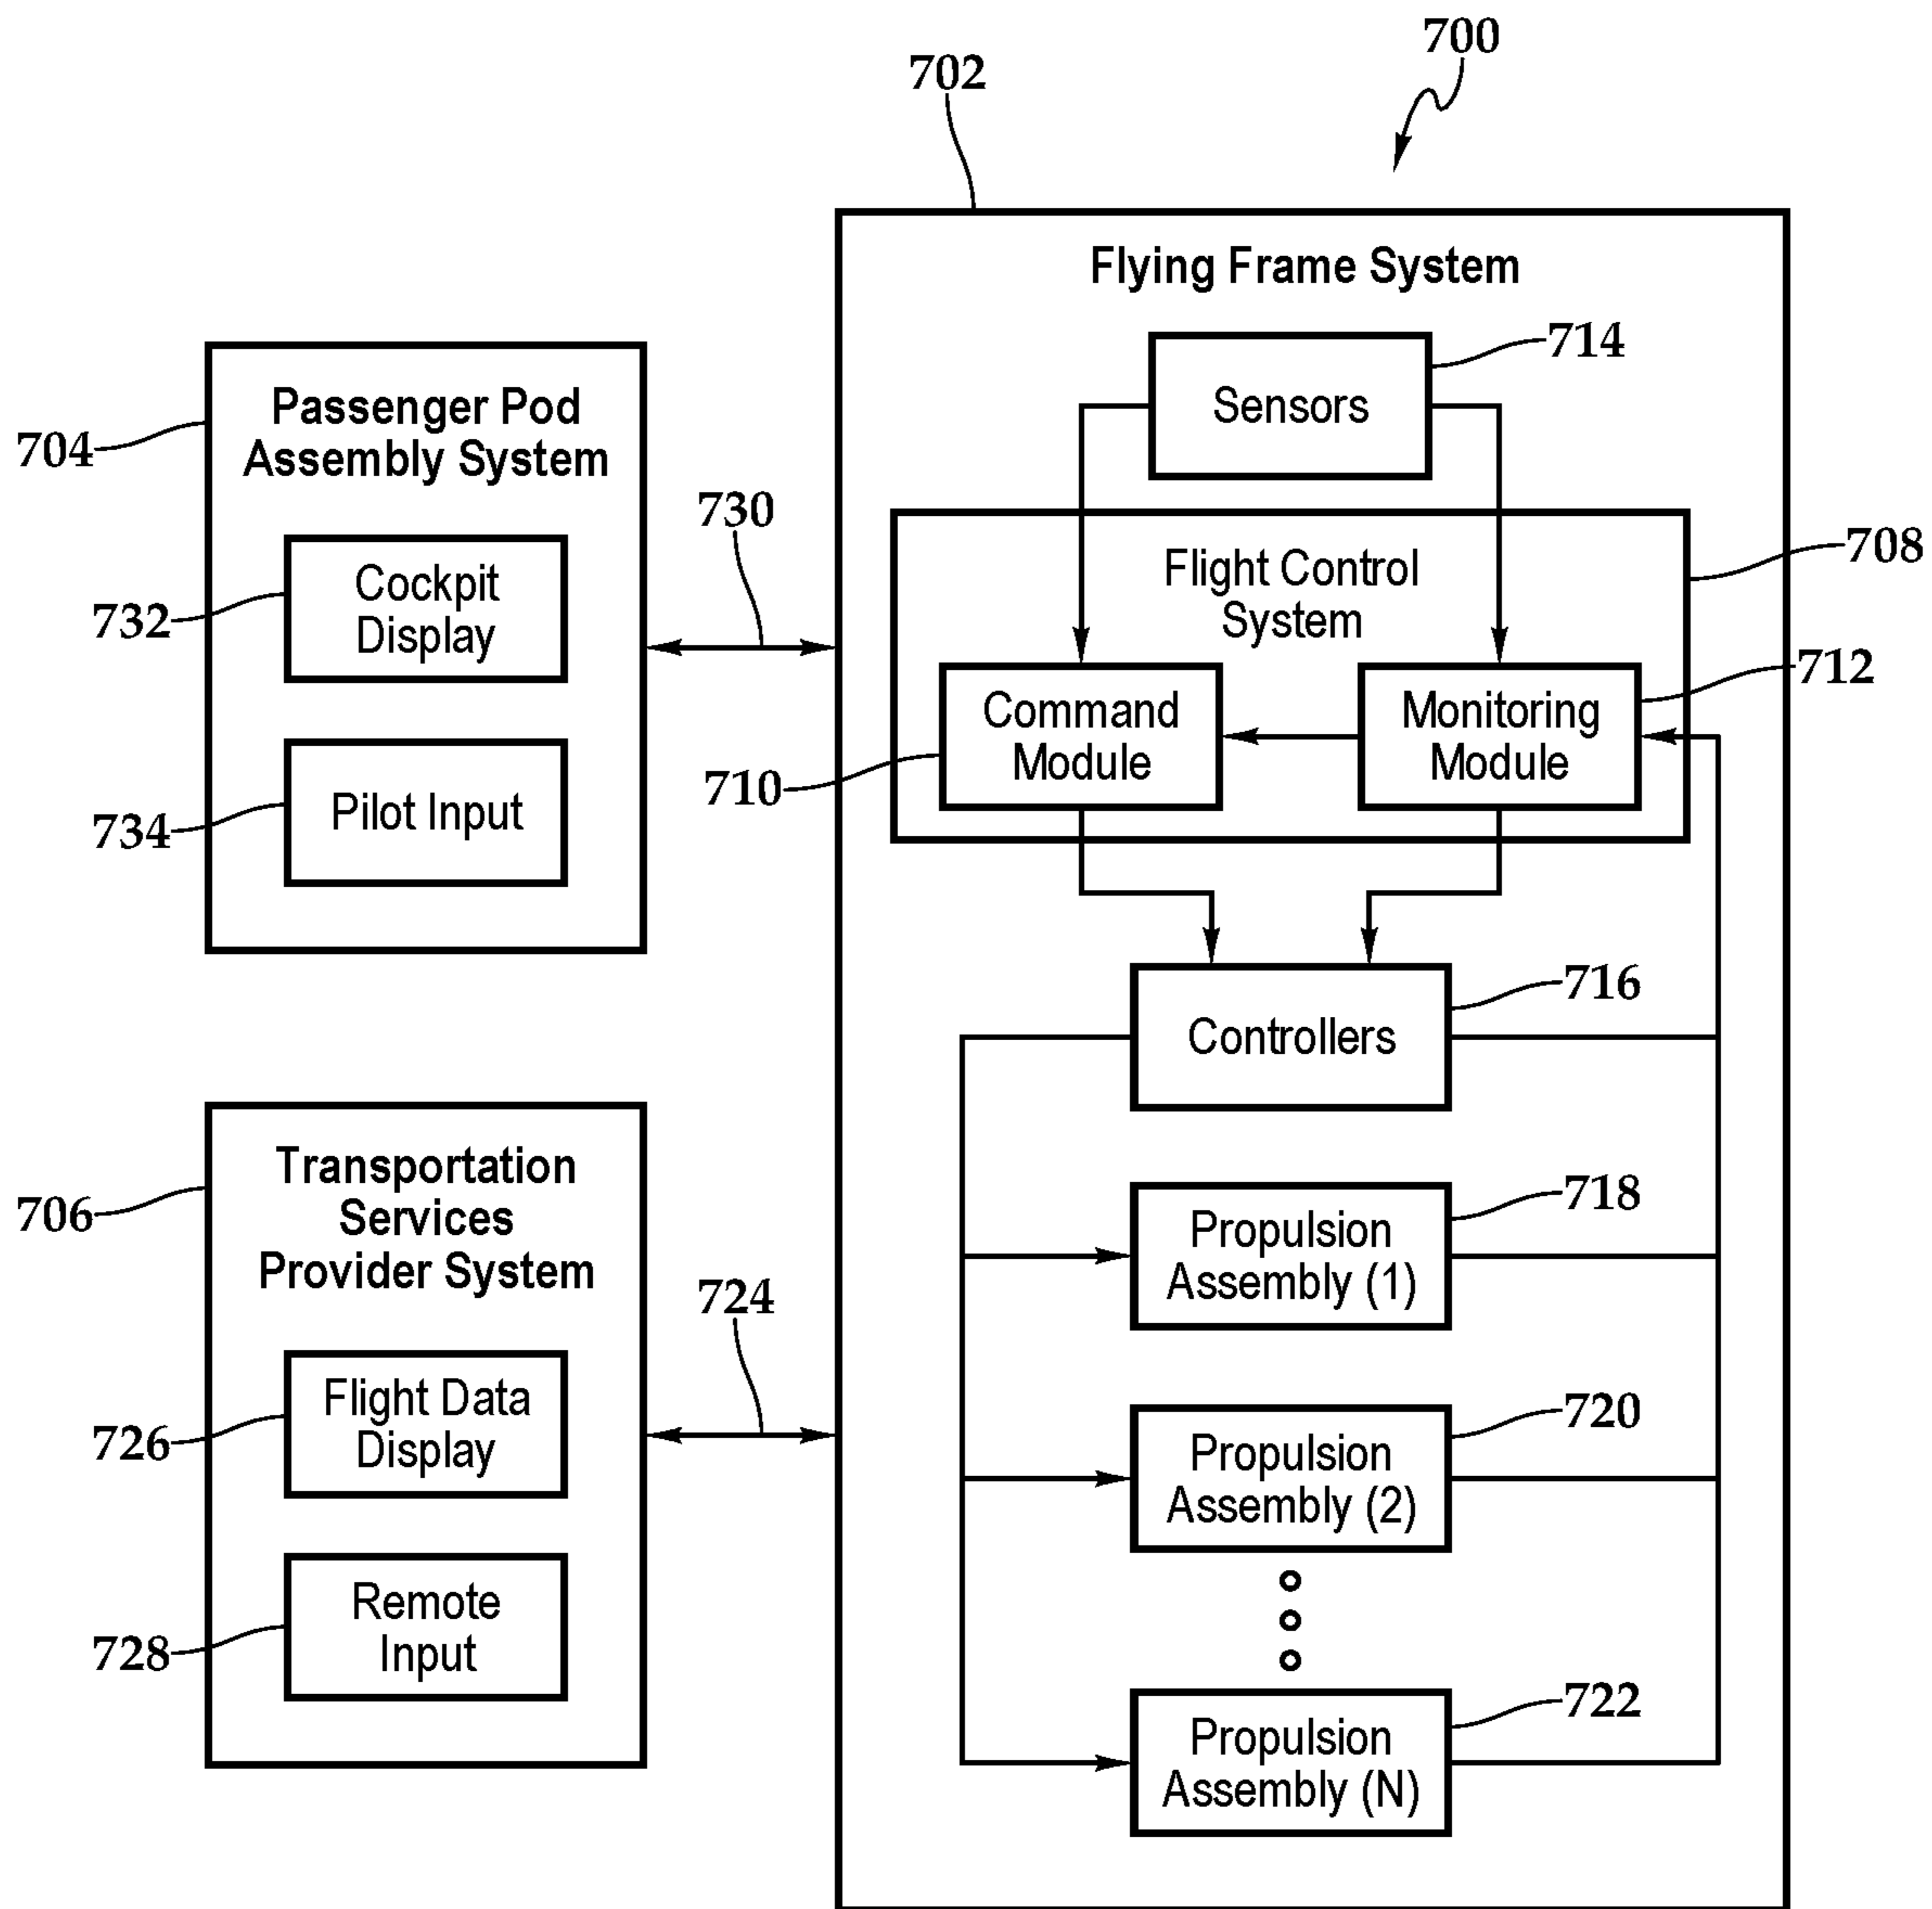 700
702
Flying Frame System
714
Sensors
704
Passenger Pod
Assembly System
730
708
Flight Control
System
732
Cockpit
Display
712
Command
Module
Monitoring
Module
710
734
Pilot Input
716
Controllers
706
Transportation
Services
Provider System
718
Propulsion
Assembly (1)
724
726
Flight Data
Display
720
Propulsion
Assembly (2)
728
Remote
Input
722
Propulsion
Assembly (N)